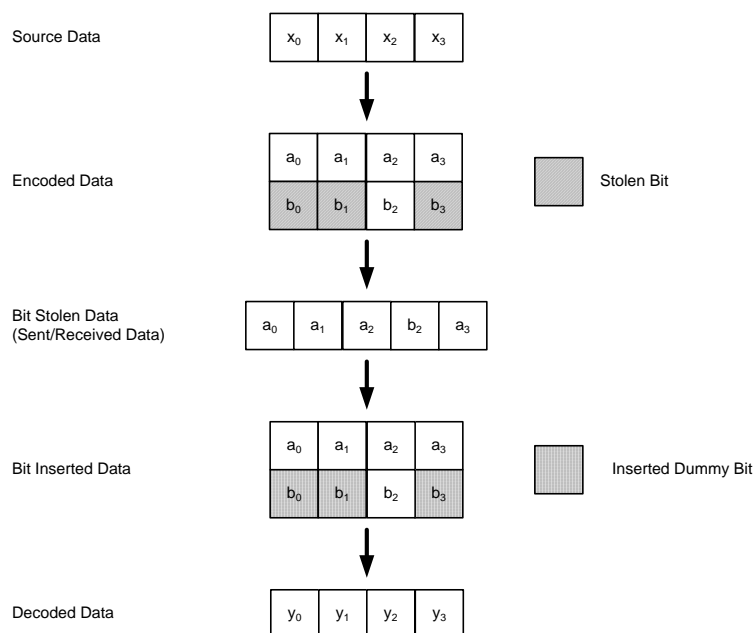 Source Data
x0 x1 x2 x3
Encoded Data
a0 a1 a2 a3
b0 b1 b2 b3
Stolen Bit
Bit Stolen Data
(Sent/Received Data)
a0 a1 a2 b2 a3
Bit Inserted Data
a0 a1 a2 a3
b0 b1 b2 b3
Inserted Dummy Bit
Decoded Data
y0 y1 y2 y3